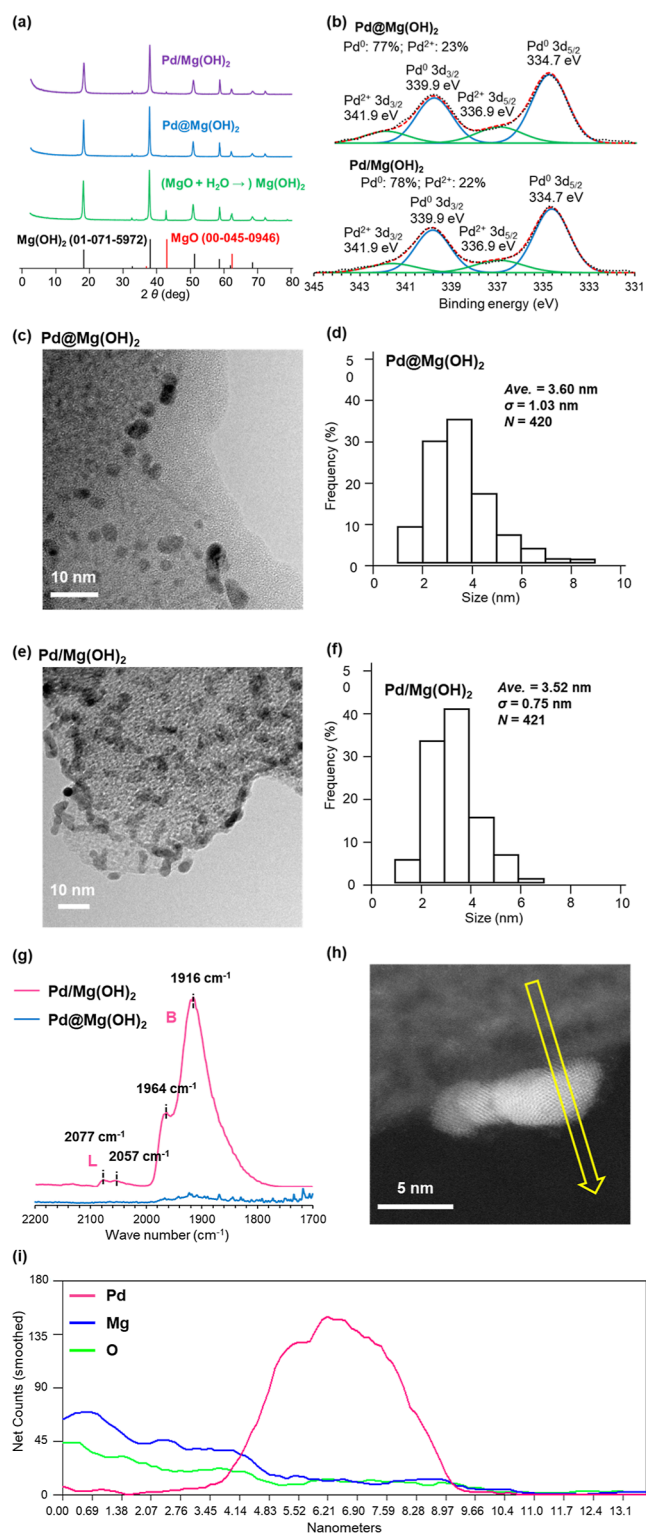 (a)
Pd/Mg(OH)₂
Pd@Mg(OH)₂
(MgO + H₂O → ) Mg(OH)₂
Mg(OH)₂ (01-071-5972) MgO (00-045-0946)
0 10 20 30 40 50 60 70 80
2 θ (deg)
(b)
Pd@Mg(OH)₂
Pd⁰: 77%; Pd²⁺: 23%
Pd⁰ 3d₅/₂
334.7 eV
Pd⁰ 3d₃/₂
339.9 eV
Pd²⁺ 3d₃/₂
341.9 eV
Pd²⁺ 3d₅/₂
336.9 eV
Pd/Mg(OH)₂
Pd⁰: 78%; Pd²⁺: 22%
Pd⁰ 3d₅/₂
334.7 eV
Pd⁰ 3d₃/₂
339.9 eV
Pd²⁺ 3d₃/₂
341.9 eV
Pd²⁺ 3d₅/₂
336.9 eV
345 343 341 339 337 335 333 331
Binding energy (eV)
(c) Pd@Mg(OH)₂
10 nm
(d)
Pd@Mg(OH)₂
Ave. = 3.60 nm
σ = 1.03 nm
N = 420
5
0
40
30
20
10
0
Frequency (%)
0 2 4 6 8 10
Size (nm)
(e) Pd/Mg(OH)₂
10 nm
(f)
Pd/Mg(OH)₂
Ave. = 3.52 nm
σ = 0.75 nm
N = 421
5
0
40
30
20
10
0
Frequency (%)
0 2 4 6 8 10
Size (nm)
(g)
Pd/Mg(OH)₂
Pd@Mg(OH)₂
1916 cm⁻¹
B
1964 cm⁻¹
2077 cm⁻¹
L 2057 cm⁻¹
2200 2100 2000 1900 1800 1700
Wave number (cm⁻¹)
(h)
5 nm
(i)
Pd
Mg
O
180
135
90
45
0
Net Counts (smoothed)
0.00 0.69 1.38 2.07 2.76 3.45 4.14 4.83 5.52 6.21 6.90 7.59 8.28 8.97 9.66 10.4 11.0 11.7 12.4 13.1
Nanometers